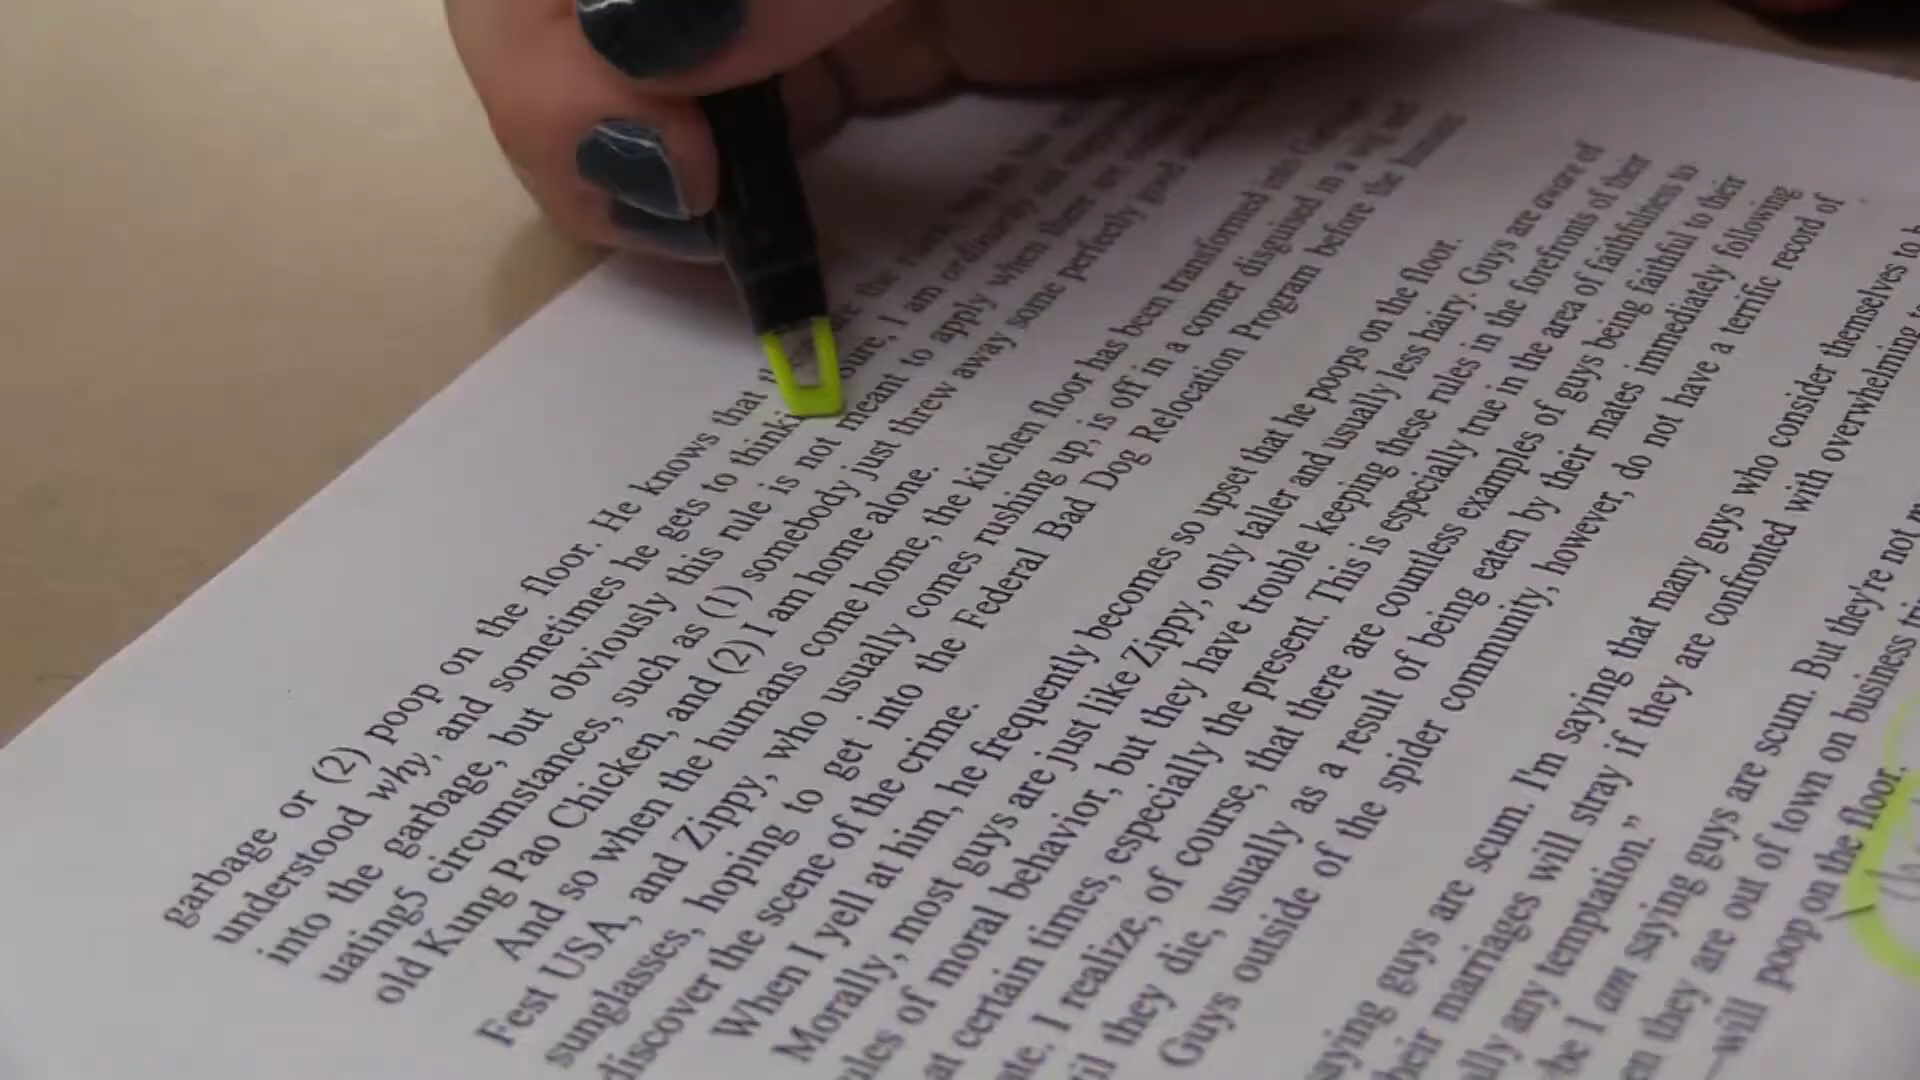 garbage or (2) poop on the floor. He knows that
understood why, and sometimes he gets to sure, I am
into the garbage, but obviously this rule is not meant to apply when there are
uating5 circumstances, such as (1) somebody just threw away some perfectly good
old Kung Pao Chicken, and (2) I am home alone.
And so when the humans come home, the kitchen floor has been transformed into
Fest USA, and Zippy, who usually comes rushing up, is off in a corner disguised in a wig and
sunglasses, hoping to get into the Federal Bad Dog Relocation Program before the humans
discover the scene of the crime.
When I yell at him, he frequently becomes so upset that he poops on the floor.
Morally, most guys are just like Zippy, only taller and usually less hairy. Guys are aware of
of moral behavior, but they have trouble keeping these rules in the forefronts of their
at certain times, especially the present. This is especially true in the area of faithfulness to
I realize, of course, that there are countless examples of guys being faithful to their
they die, usually as a result of being eaten by their mates immediately following
Guys outside of the spider community, however, do not have a terrific record of
guys are scum. I'm saying that many guys who consider themselves to
marriages will stray if they are confronted with overwhelming
any temptation."
I am saying guys are scum. But they're not
they are out of town on business
—will poop on the floor.